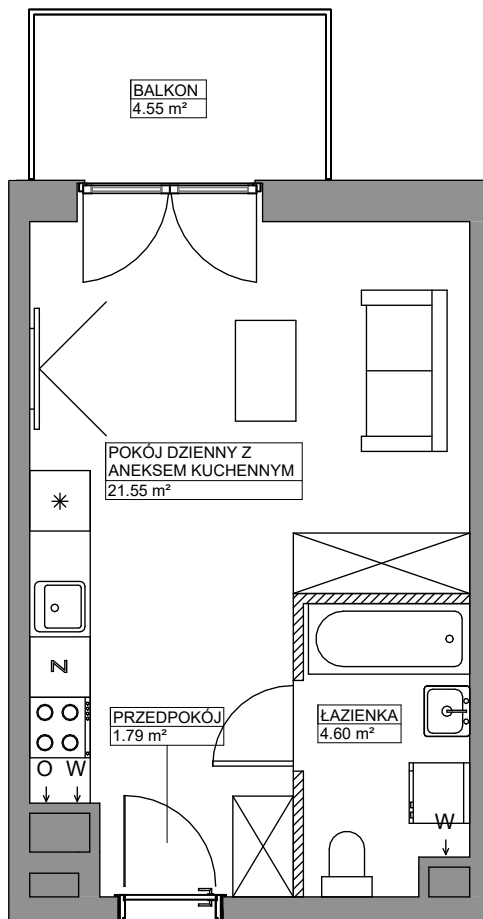 BALKON
4.55 m²
POKÓJ DZIENNY Z
ANEKSEM KUCHENNYM
21.55 m²
Z
PRZEDPOKÓJ
1.79 m²
ŁAZIENKA
4.60 m²
O W
W